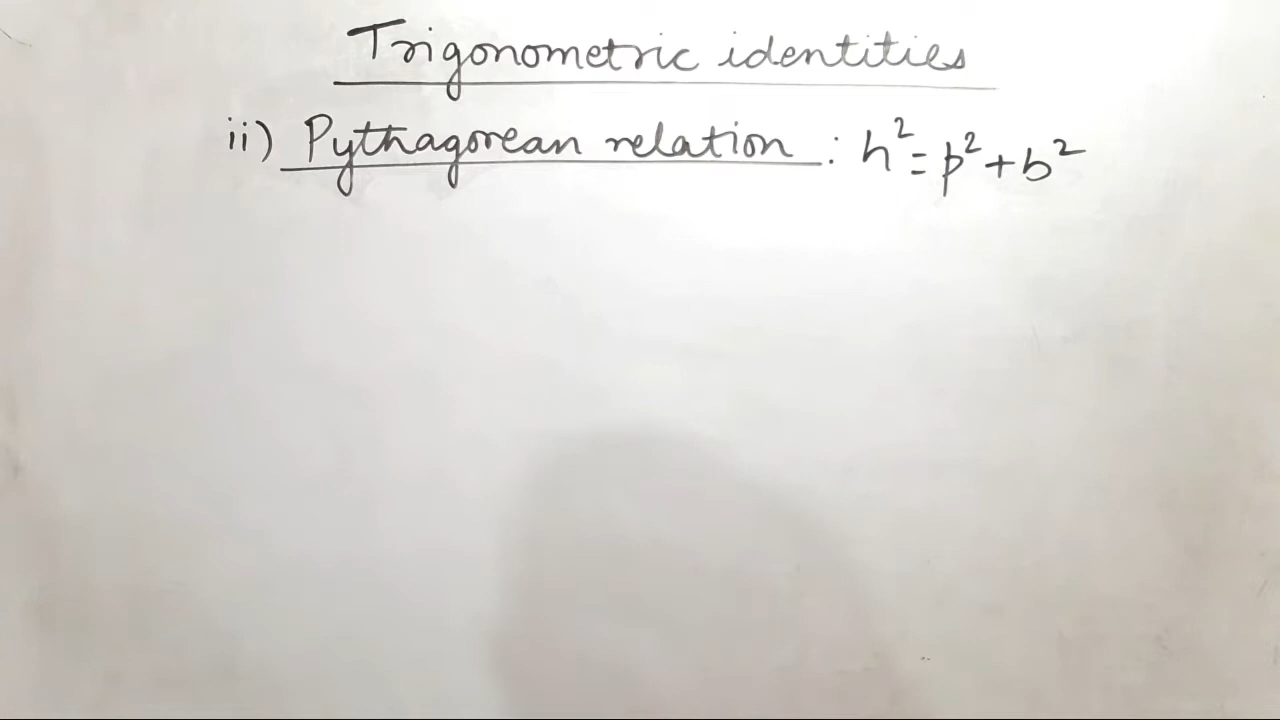 Trigonometric identities
ii) Pythagorean relation : h² = p² + b²